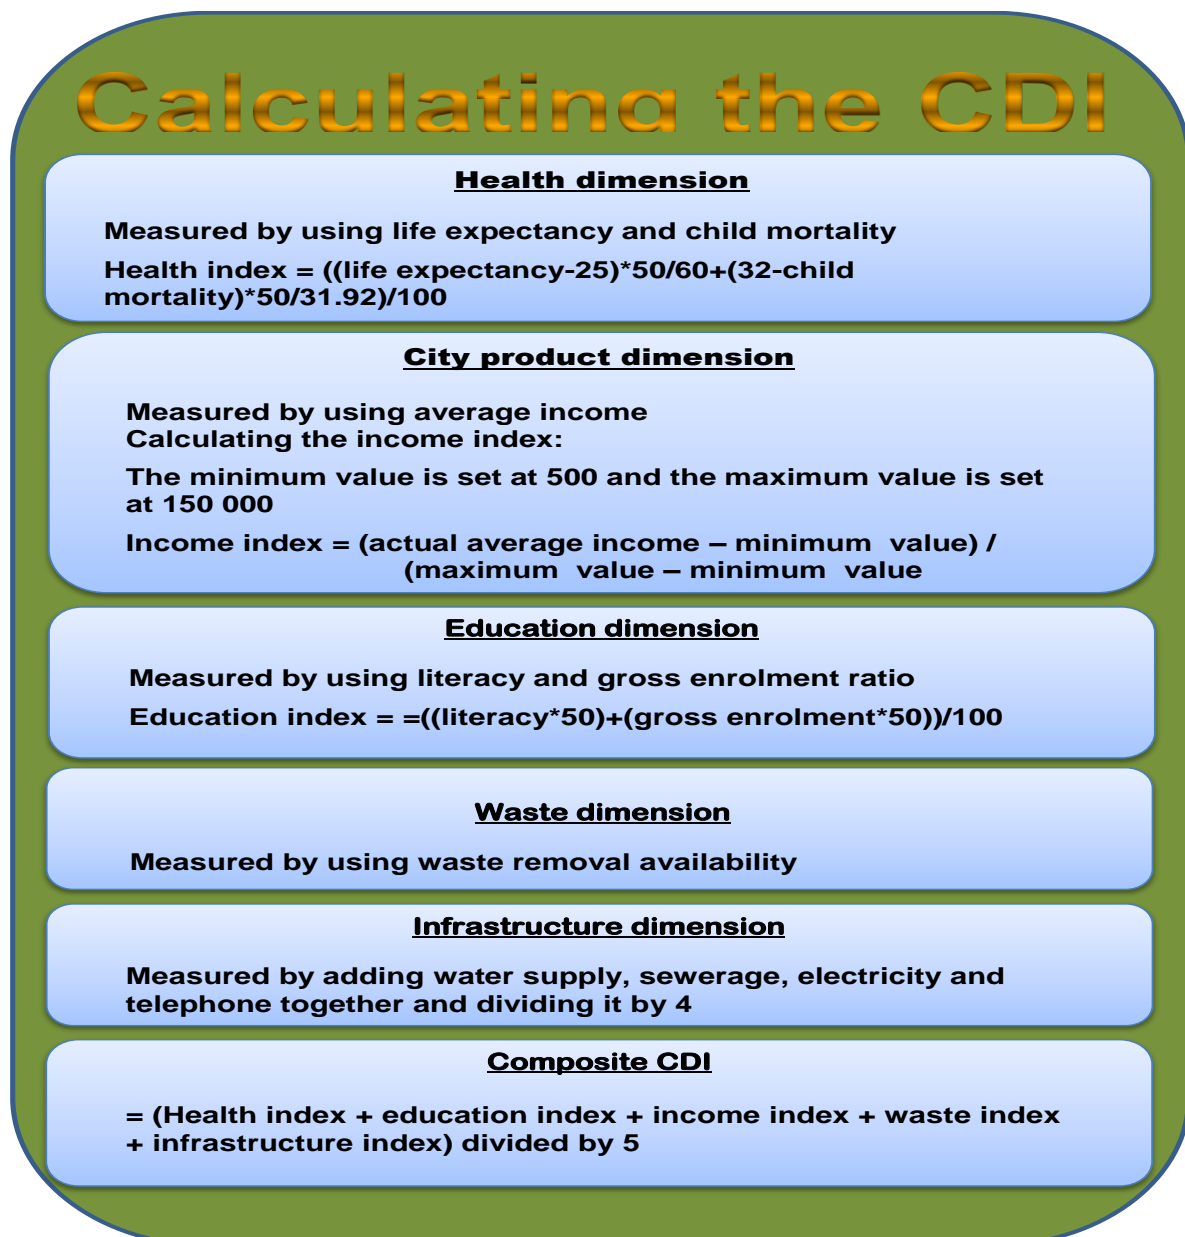 Calculating the CDI
Health dimension
Measured by using life expectancy and child mortality
Health index = ((life expectancy-25)*50/60+(32-child
mortality)*50/31.92)/100
City product dimension
Measured by using average income
Calculating the income index:
The minimum value is set at 500 and the maximum value is set
at 150 000
Income index = (actual average income – minimum value) /
(maximum value – minimum value
Education dimension
Measured by using literacy and gross enrolment ratio
Education index = =((literacy*50)+(gross enrolment*50))/100
Waste dimension
Measured by using waste removal availability
Infrastructure dimension
Measured by adding water supply, sewerage, electricity and
telephone together and dividing it by 4
Composite CDI
= (Health index + education index + income index + waste index
+ infrastructure index) divided by 5